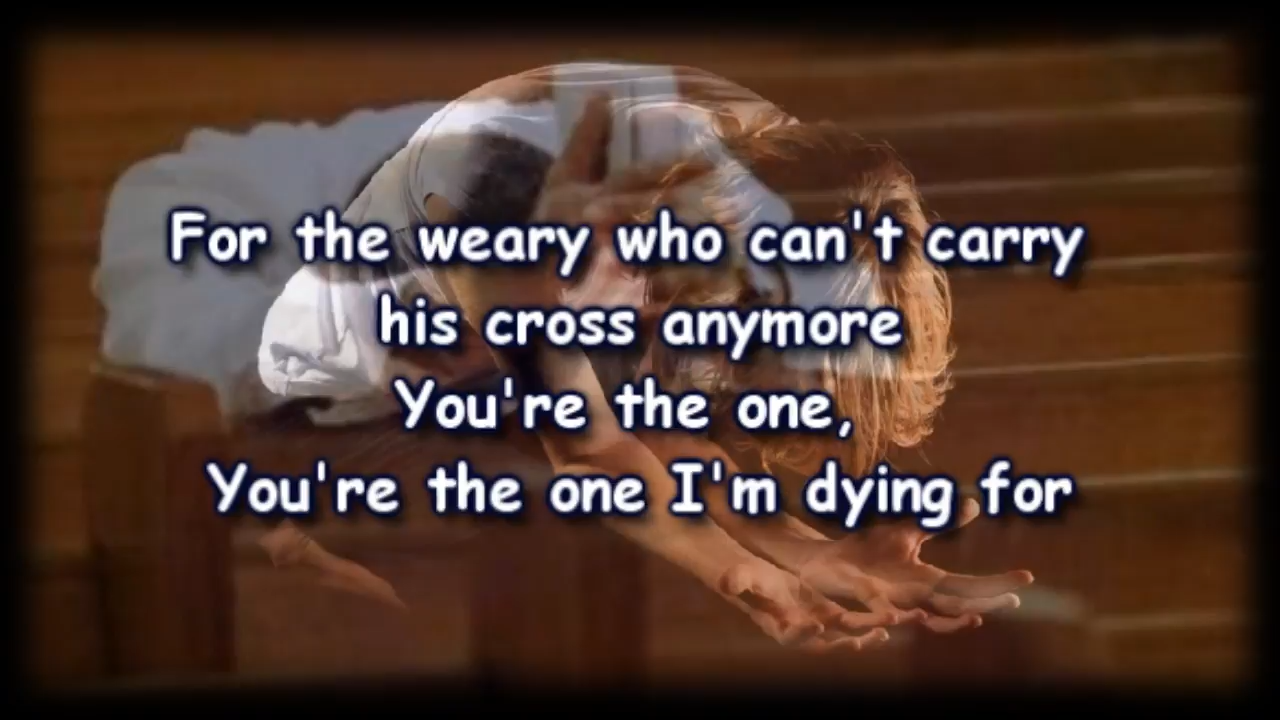 For the weary who can't carry
his cross anymore
You're the one,
You're the one I'm dying for